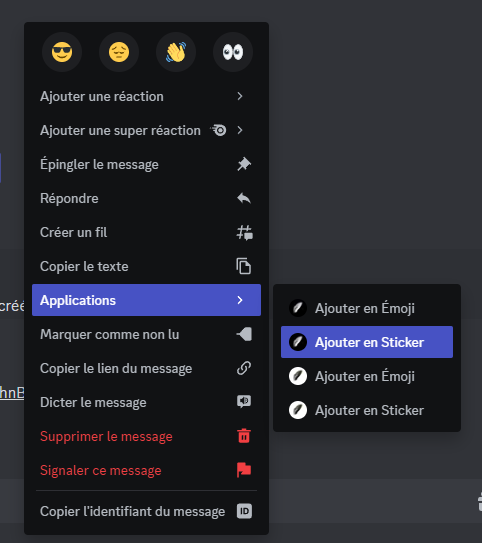 Ajouter une réaction
Ajouter une super réaction
Épingler le message
Répondre
Créer un fil
Copier le texte
Applications
Marquer comme non lu
Copier le lien du message
Dicter le message
Supprimer le message
Signaler ce message
Copier l'identifiant du message
ID
Ajouter en Émoji
Ajouter en Sticker
Ajouter en Émoji
Ajouter en Sticker
créé
hnB